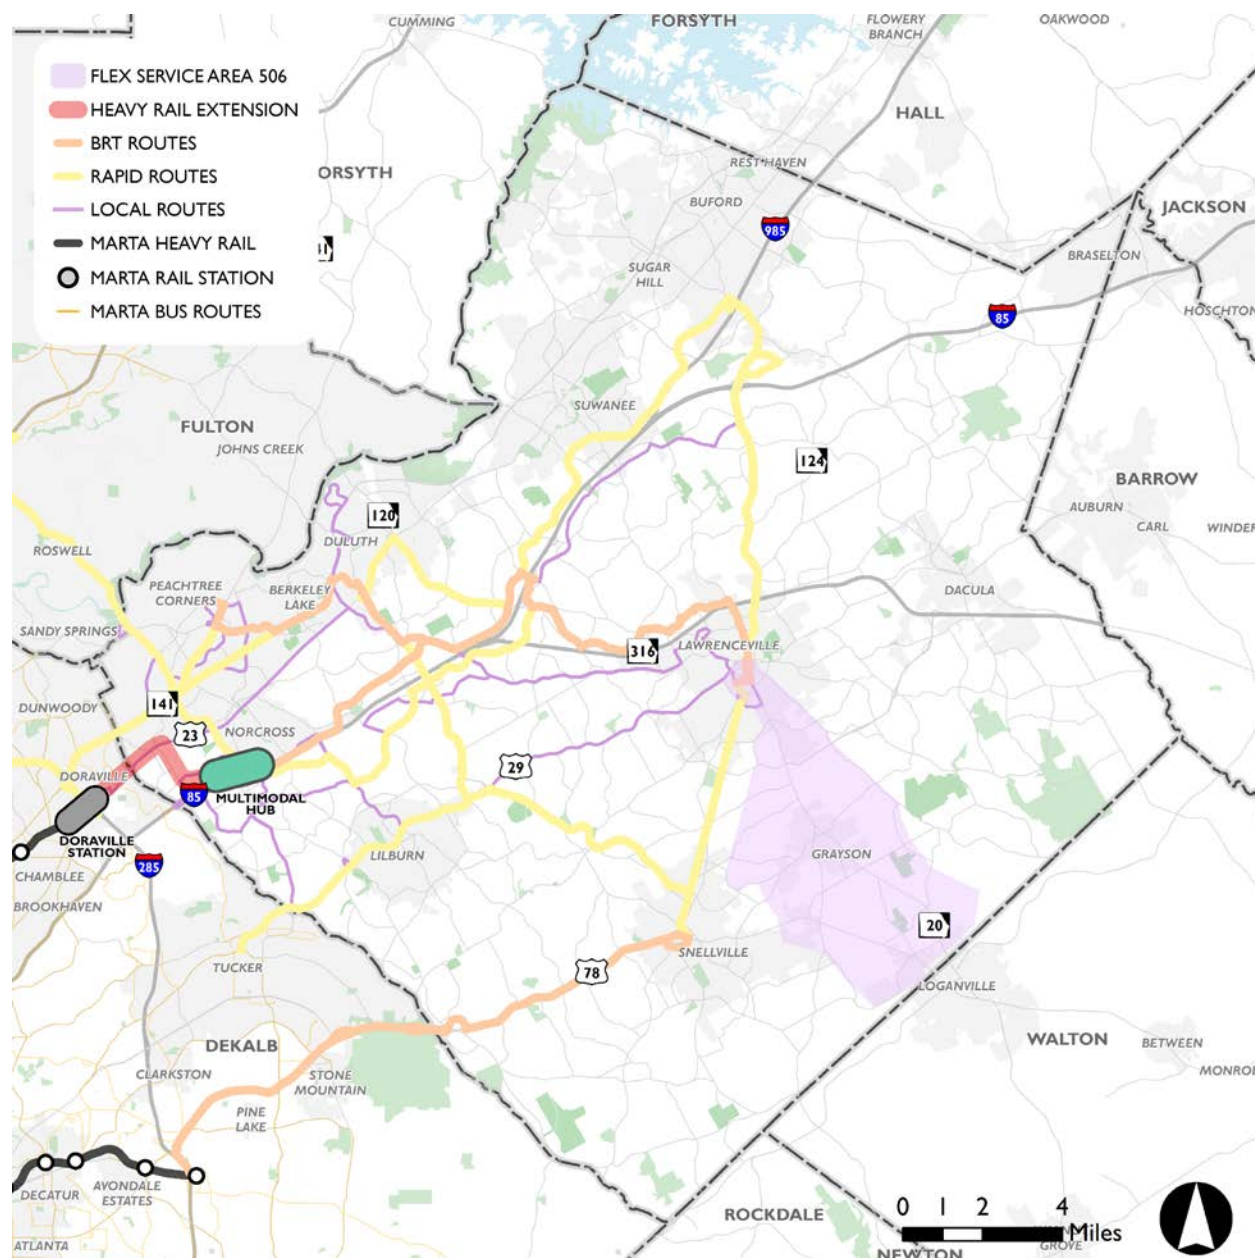 FORSYTH
CUMMING
FLOWERY
BRANCH
OAKWOOD
FLEX SERVICE AREA 506
HEAVY RAIL EXTENSION
BRT ROUTES
RAPID ROUTES
LOCAL ROUTES
MARTA HEAVY RAIL
MARTA RAIL STATION
MARTA BUS ROUTES
HALL
REST HAVEN
ORSYTH
BUFORD
JACKSON
985
BRASELTON
SUGAR
HILL
85
HOSCHTON
SUWANEE
FULTON
JOHNS CREEK
124
BARROW
AUBURN
CARL
WINDER
120
DULUTH
ROSWELL
PEACHTREE
CORNERS
BERKELEY
LAKE
DACULA
SANDY SPRINGS
316
LAWRENCEVILLE
DUNWOODY
141
23
NORCROSS
29
DORAVILLE
85
MULTIMODAL
HUB
DORAVILLE
STATION
LILBURN
GRAYSON
285
CHAMBLEE
BROOKHAVEN
20
TUCKER
SNELLVILLE
78
LOGANVILLE
DEKALB
WALTON
BETWEEN
CLARKSTON
STONE
MOUNTAIN
MONRO
PINE
LAKE
DECATUR
AVONDALE
ESTATES
ROCKDALE
0 1 2 4
Miles
GROVE
ATLANTA
NEWTON